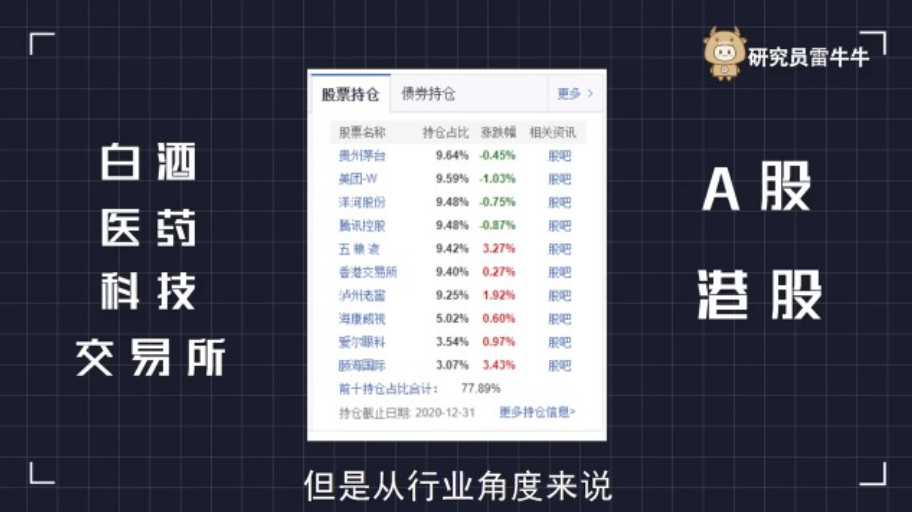 研究员雷牛牛
白酒
医药
科技
交易所
股票持仓 债券持仓 更多 >
股票名称 持仓占比 涨跌幅 相关资讯
贵州茅台 9.64% -0.45% 股吧
美团-W 9.59% -1.03% 股吧
洋河股份 9.48% -0.75% 股吧
腾讯控股 9.48% -0.87% 股吧
五 粮 液 9.42% 3.27% 股吧
香港交易所 9.40% 0.27% 股吧
泸州老窖 9.25% 1.92% 股吧
海康威视 5.02% 0.60% 股吧
爱尔眼科 3.54% 0.97% 股吧
颐海国际 3.07% 3.43% 股吧
前十持仓占比合计: 77.89%
持仓截止日期: 2020-12-31 更多持仓信息>
A股
港股
但是从行业角度来说